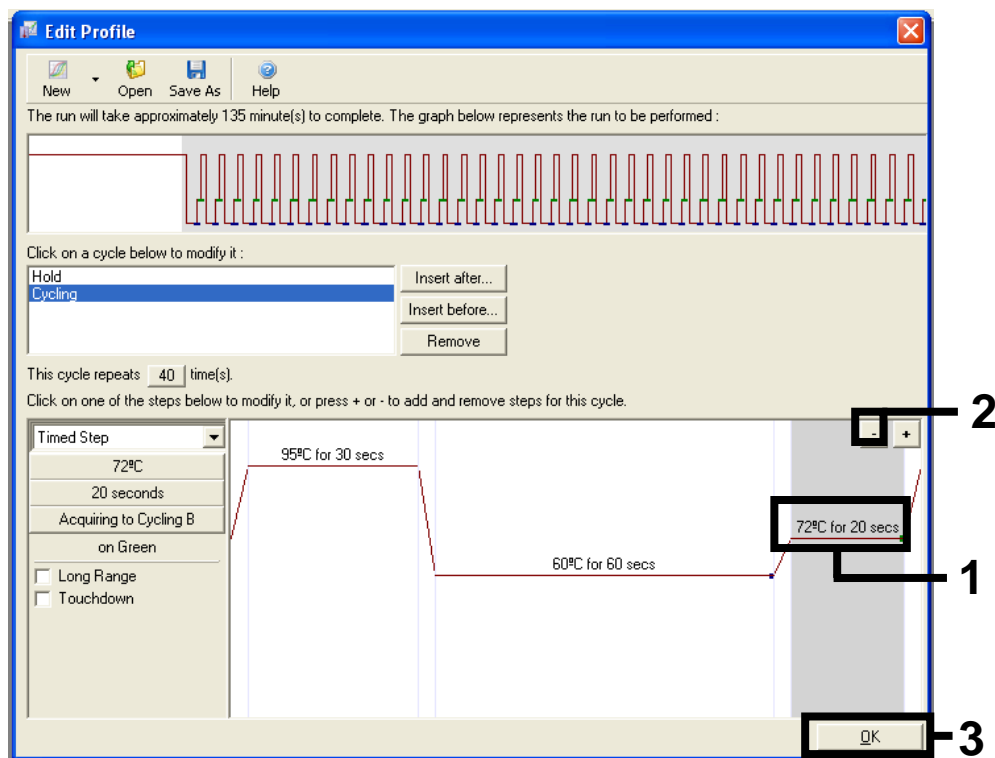 Edit Profile
New Open Save As Help
The run will take approximately 135 minute(s) to complete. The graph below represents the run to be performed :
Click on a cycle below to modify it :
Hold
Cycling
Insert after...
Insert before...
Remove
This cycle repeats 40 time(s).
Click on one of the steps below to modify it, or press + or - to add and remove steps for this cycle.
2
Timed Step
- +
72ºC
20 seconds
Acquiring to Cycling B
on Green
Long Range
Touchdown
95ºC for 30 secs
60ºC for 60 secs
72ºC for 20 secs
1
OK
3